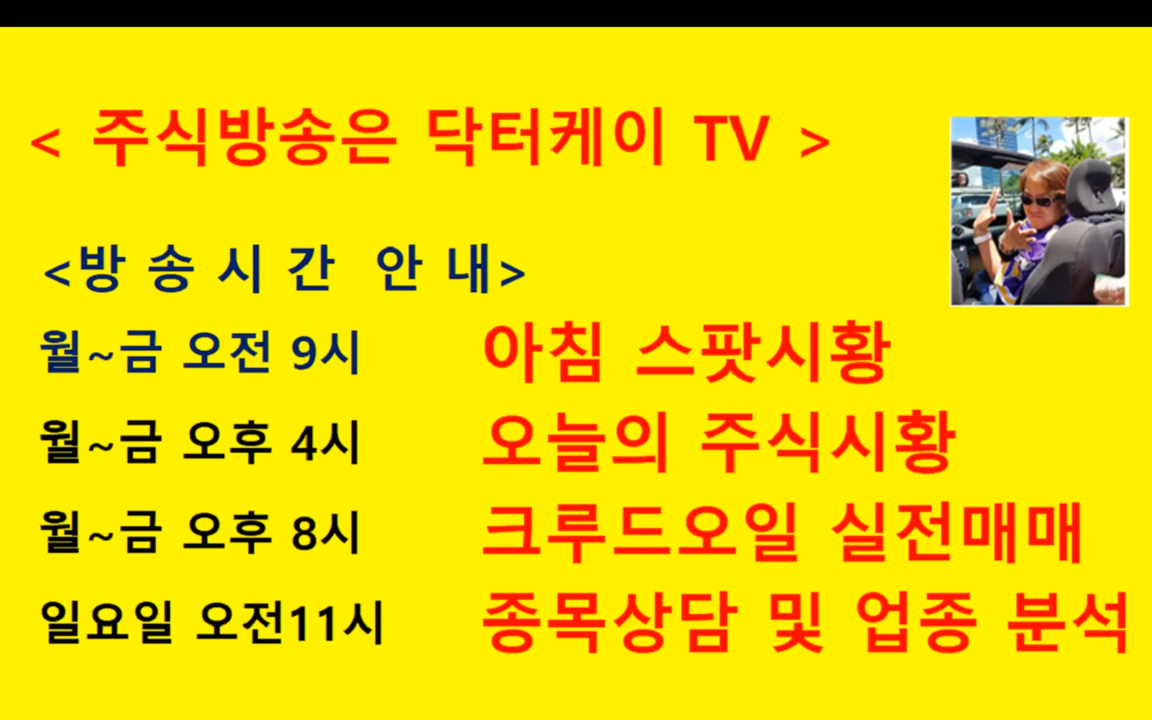 < 주식방송은 닥터케이 TV >
<방 송 시 간 안 내>
월~금 오전 9시 아침 스팟시황
월~금 오후 4시 오늘의 주식시황
월~금 오후 8시 크루드오일 실전매매
일요일 오전11시 종목상담 및 업종 분석